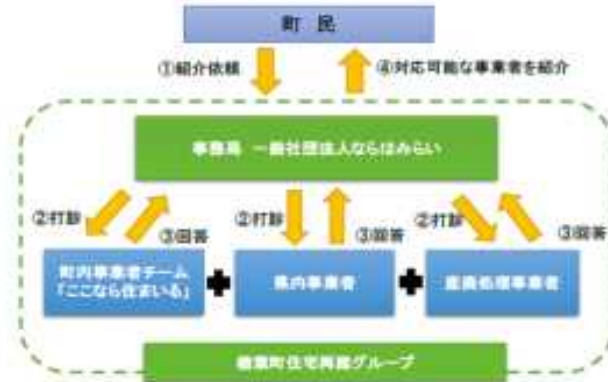 町 民
①紹介依頼
④対応可能な事業者を紹介
事務局 一般社団法人ならはみらい
②打診
③回答
②打診
③回答
②打診
③回答
町内事業者チーム
「ここなら住まいる」
県内事業者
産廃処理事業者
楢葉町住宅再建グループ